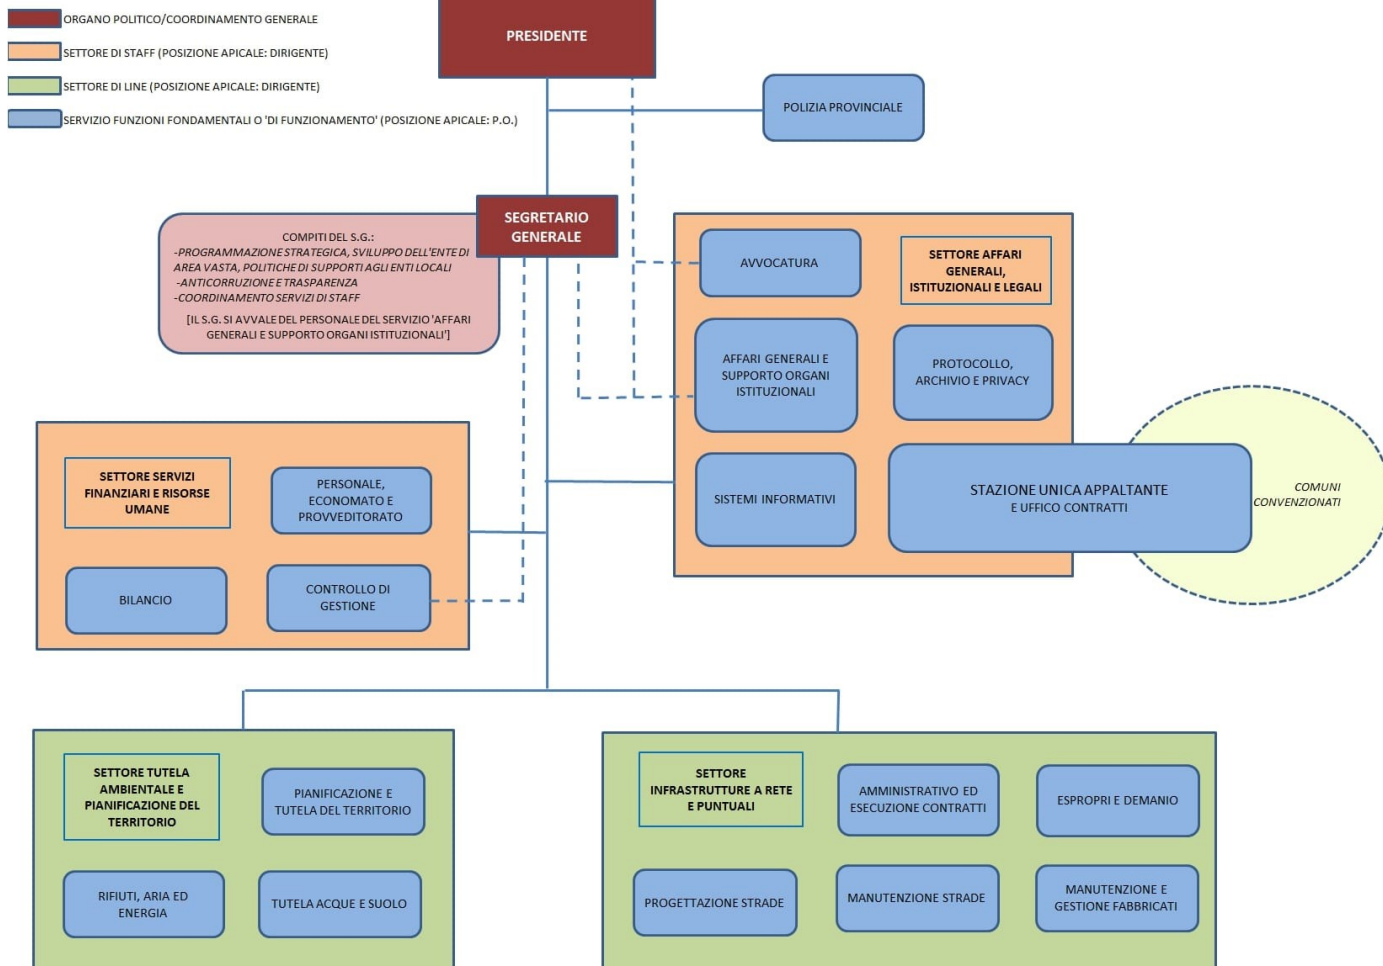 ORGANO POLITICO/COORDINAMENTO GENERALE
SETTORE DI STAFF (POSIZIONE APICALE: DIRIGENTE)
SETTORE DI LINE (POSIZIONE APICALE: DIRIGENTE)
SERVIZIO FUNZIONI FONDAMENTALI O 'DI FUNZIONAMENTO' (POSIZIONE APICALE: P.O.)
PRESIDENTE
POLIZIA PROVINCIALE
SEGRETARIO
GENERALE
COMPITI DEL S.G.:
-PROGRAMMAZIONE STRATEGICA, SVILUPPO DELL'ENTE DI
AREA VASTA, POLITICHE DI SUPPORTI AGLI ENTI LOCALI
-ANTICORRUZIONE E TRASPARENZA
-COORDINAMENTO SERVIZI DI STAFF
[IL S.G. SI AVVALE DEL PERSONALE DEL SERVIZIO 'AFFARI
GENERALI E SUPPORTO ORGANI ISTITUZIONALI']
AVVOCATURA
SETTORE AFFARI
GENERALI,
ISTITUZIONALI E LEGALI
AFFARI GENERALI E
SUPPORTO ORGANI
ISTITUZIONALI
PROTOCOLLO,
ARCHIVIO E PRIVACY
SISTEMI INFORMATIVI
STAZIONE UNICA APPALTANTE
E UFFICO CONTRATTI
COMUNI
CONVENZIONATI
SETTORE SERVIZI
FINANZIARI E RISORSE
UMANE
PERSONALE,
ECONOMATO E
PROVVEDITORATO
BILANCIO
CONTROLLO DI
GESTIONE
SETTORE TUTELA
AMBIENTALE E
PIANIFICAZIONE DEL
TERRITORIO
PIANIFICAZIONE E
TUTELA DEL TERRITORIO
RIFIUTI, ARIA ED
ENERGIA
TUTELA ACQUE E SUOLO
SETTORE
INFRASTRUTTURE A RETE
E PUNTUALI
AMMINISTRATIVO ED
ESECUZIONE CONTRATTI
ESPROPRI E DEMANIO
PROGETTAZIONE STRADE
MANUTENZIONE STRADE
MANUTENZIONE E
GESTIONE FABBRICATI